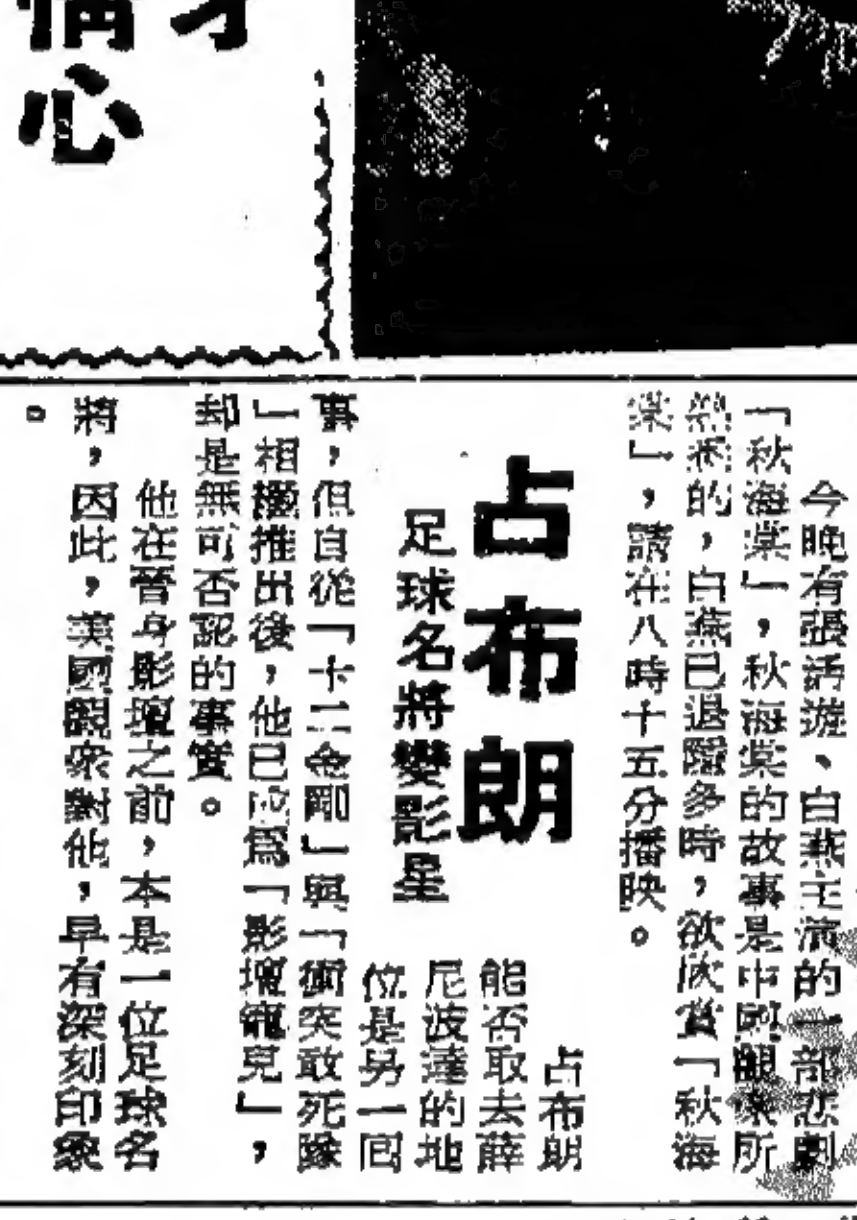 才
情心
今晚有張活游、白燕主演的一部悲劇
「秋海棠」，秋海棠的故事是中國觀眾所
熟悉的，白燕已退隱多時，欲欣賞「秋海
棠」，請在八時十五分播映。
占布朗
足球名將變影星
占布朗
能否取去薛
尼波達的地
位是另一回
事，但自從「十二金剛」與「衝突敢死隊
」相繼推出後，他已成爲「影壇寵兒」，
却是無可否認的事實。
他在晉身影壇之前，本是一位足球名
將，因此，美國觀衆對他，早有深刻印象
。